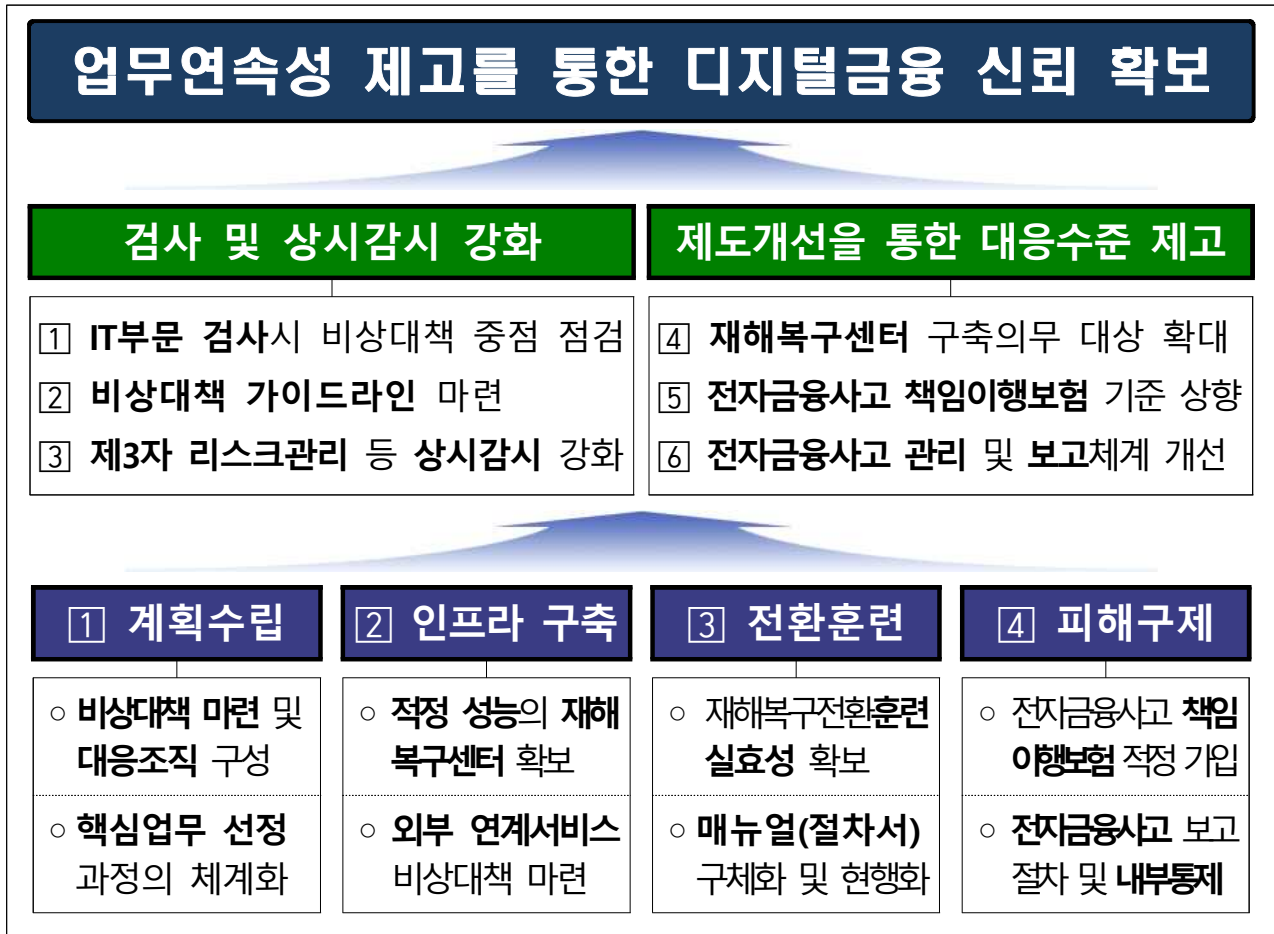 업무연속성 제고를 통한 디지털금융 신뢰 확보
검사 및 상시감시 강화
1 IT부문 검사시 비상대책 중점 점검
2 비상대책 가이드라인 마련
3 제3자 리스크관리 등 상시감시 강화
제도개선을 통한 대응수준 제고
4 재해복구센터 구축의무 대상 확대
5 전자금융사고 책임이행보험 기준 상향
6 전자금융사고 관리 및 보고체계 개선
1 계획수립
○ 비상대책 마련 및
대응조직 구성
○ 핵심업무 선정
과정의 체계화
2 인프라 구축
○ 적정 성능의 재해
복구센터 확보
○ 외부 연계서비스
비상대책 마련
3 전환훈련
○ 재해복구전환훈련
실효성 확보
○ 매뉴얼(절차서)
구체화 및 현행화
4 피해구제
○ 전자금융사고 책임
이행보험 적정 가입
○ 전자금융사고 보고
절차 및 내부통제